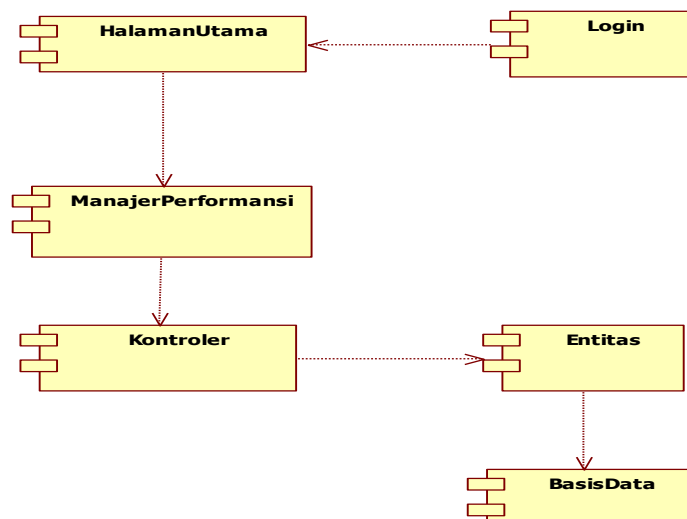 HalamanUtama
Login
ManajerPerformansi
Kontroler
Entitas
BasisData